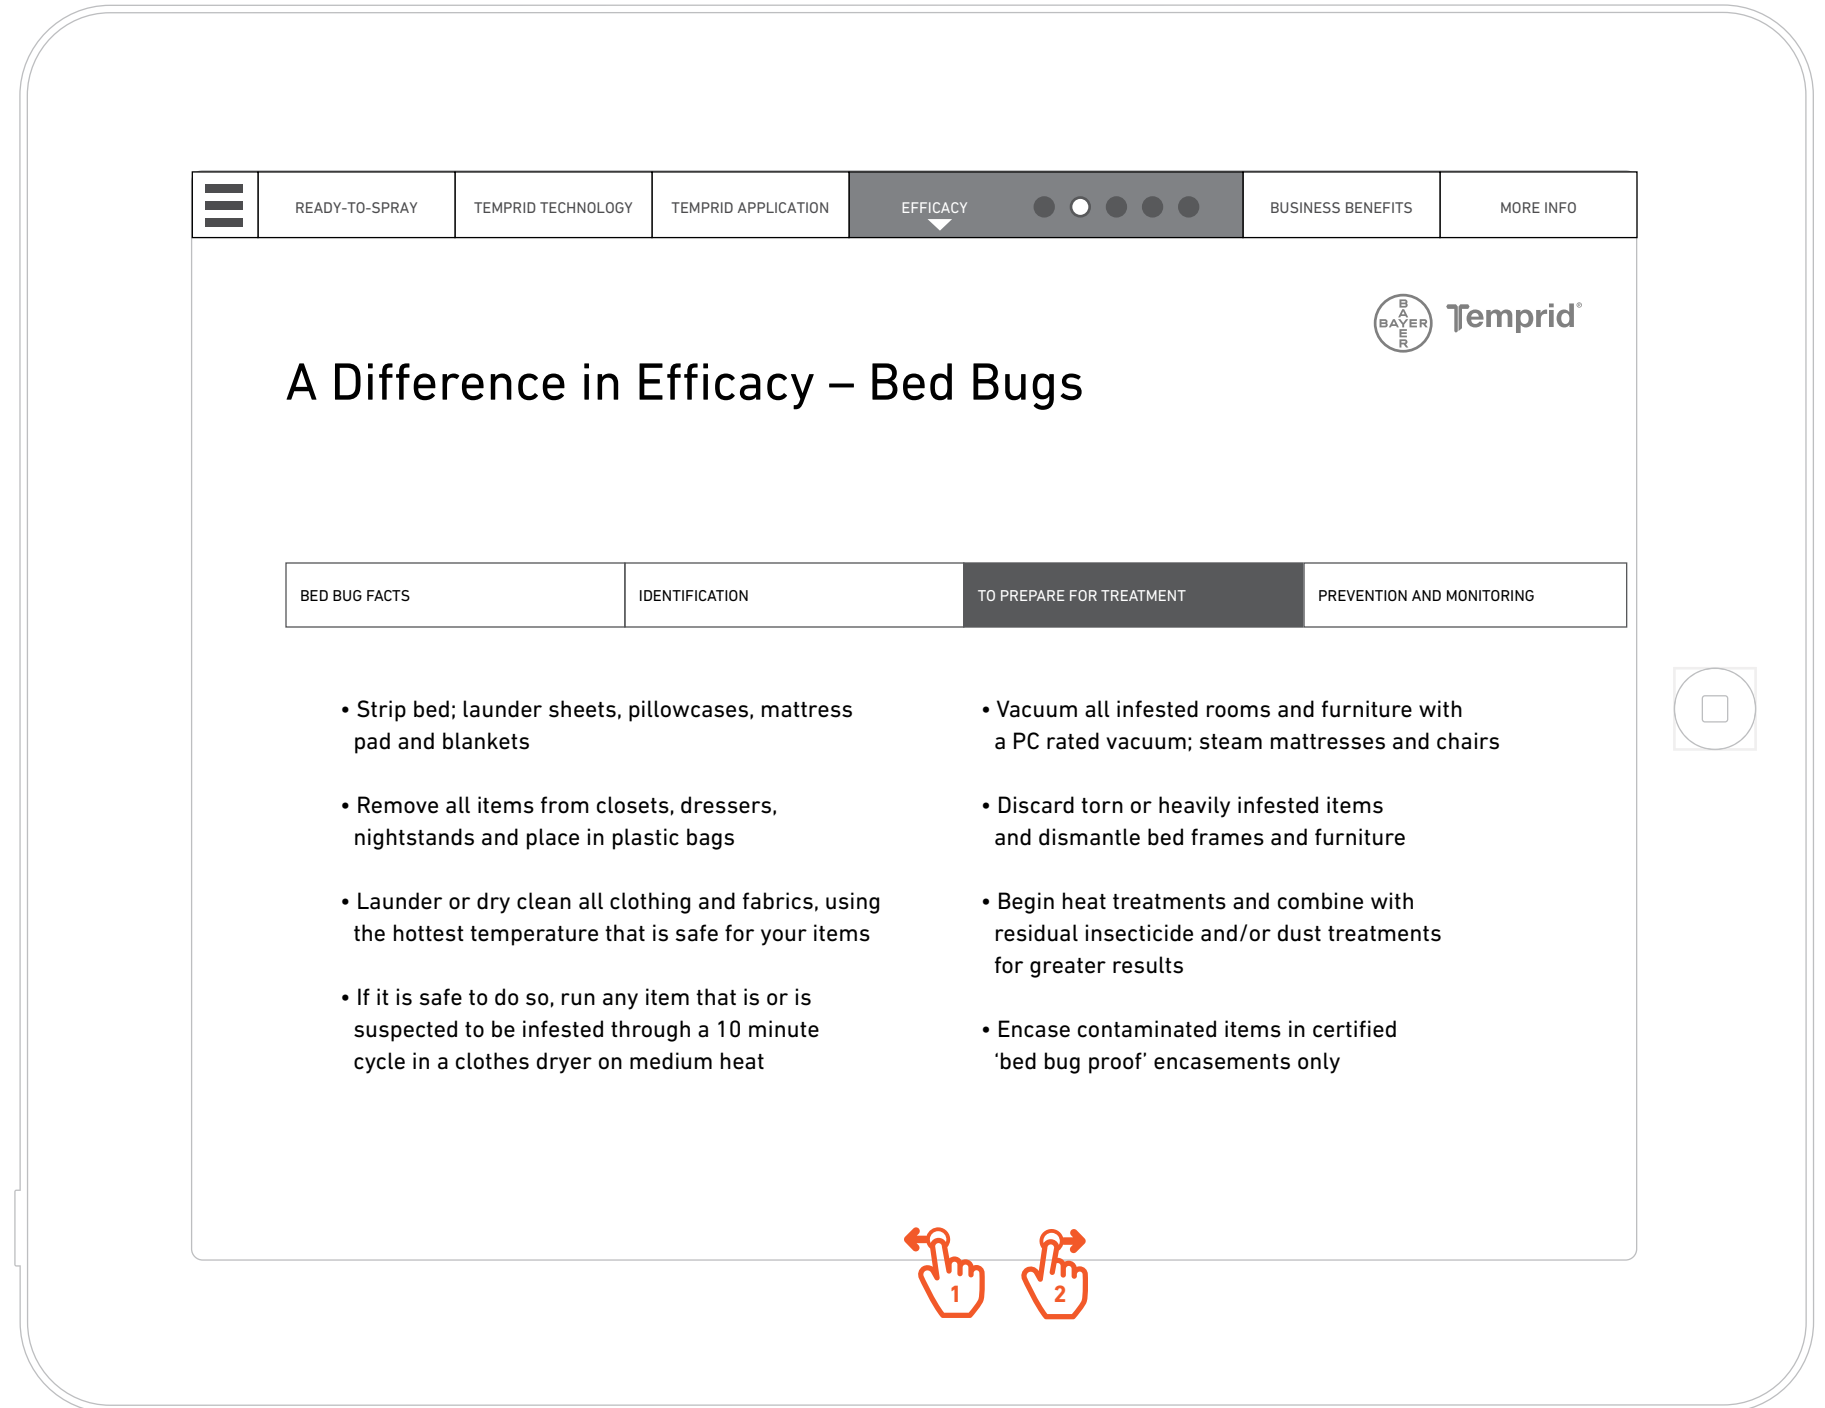 READY-TO-SPRAY
TEMPRID TECHNOLOGY
TEMPRID APPLICATION
EFFICACY
BUSINESS BENEFITS
MORE INFO
BAYER
BAYER
Temprid®
A Difference in Efficacy – Bed Bugs
BED BUG FACTS
IDENTIFICATION
TO PREPARE FOR TREATMENT
PREVENTION AND MONITORING
• Strip bed; launder sheets, pillowcases, mattress
pad and blankets
• Remove all items from closets, dressers,
nightstands and place in plastic bags
• Launder or dry clean all clothing and fabrics, using
the hottest temperature that is safe for your items
• If it is safe to do so, run any item that is or is
suspected to be infested through a 10 minute
cycle in a clothes dryer on medium heat
• Vacuum all infested rooms and furniture with
a PC rated vacuum; steam mattresses and chairs
• Discard torn or heavily infested items
and dismantle bed frames and furniture
• Begin heat treatments and combine with
residual insecticide and/or dust treatments
for greater results
• Encase contaminated items in certified
‘bed bug proof’ encasements only
1
2